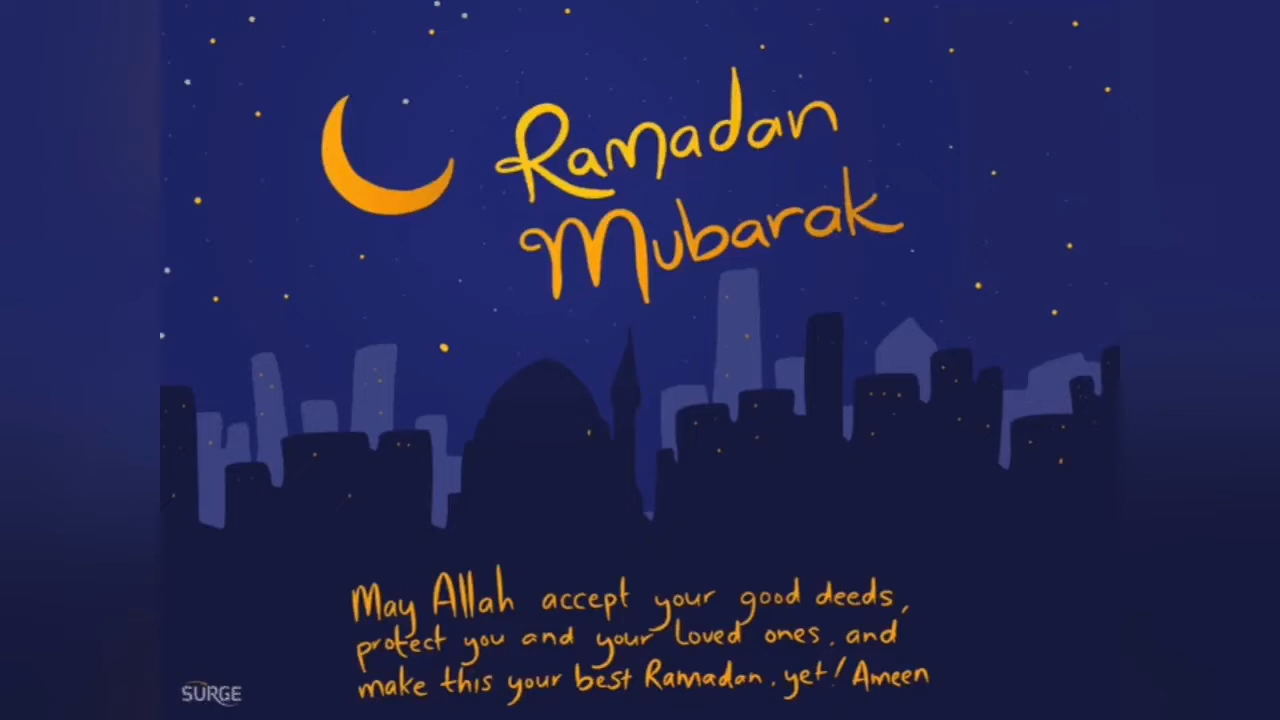 Ramadan
Mubarak
May Allah accept your good deeds,
protect you and your loved ones, and
make this your best Ramadan, yet! Ameen
SURGE